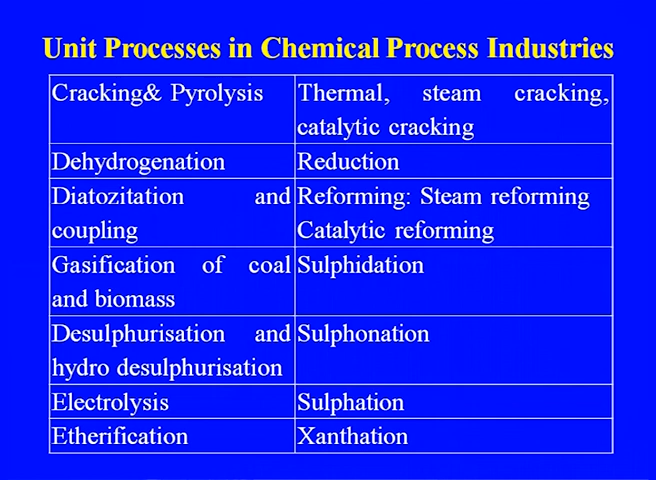 Unit Processes in Chemical Process Industries
Cracking& Pyrolysis
Thermal, steam cracking,
catalytic cracking
Dehydrogenation
Reduction
Diatozitation and
coupling
Reforming: Steam reforming
Catalytic reforming
Gasification of coal
and biomass
Sulphidation
Desulphurisation and
hydro desulphurisation
Sulphonation
Electrolysis
Sulphation
Etherification
Xanthation